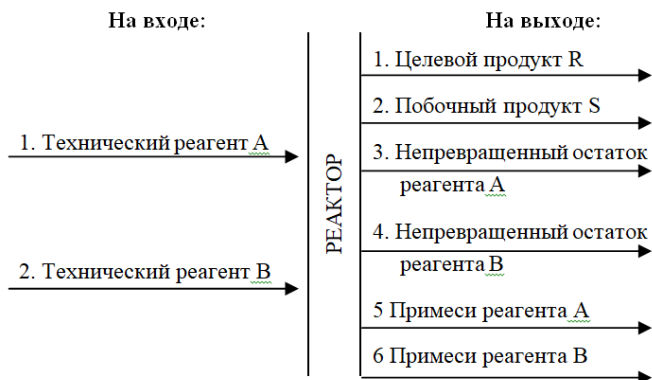 На входе:
На выходе:
1. Технический реагент А
2. Технический реагент В
РЕАКТОР
1. Целевой продукт R
2. Побочный продукт S
3. Непревращенный остаток
реагента А
4. Непревращенный остаток
реагента В
5 Примеси реагента А
6 Примеси реагента В